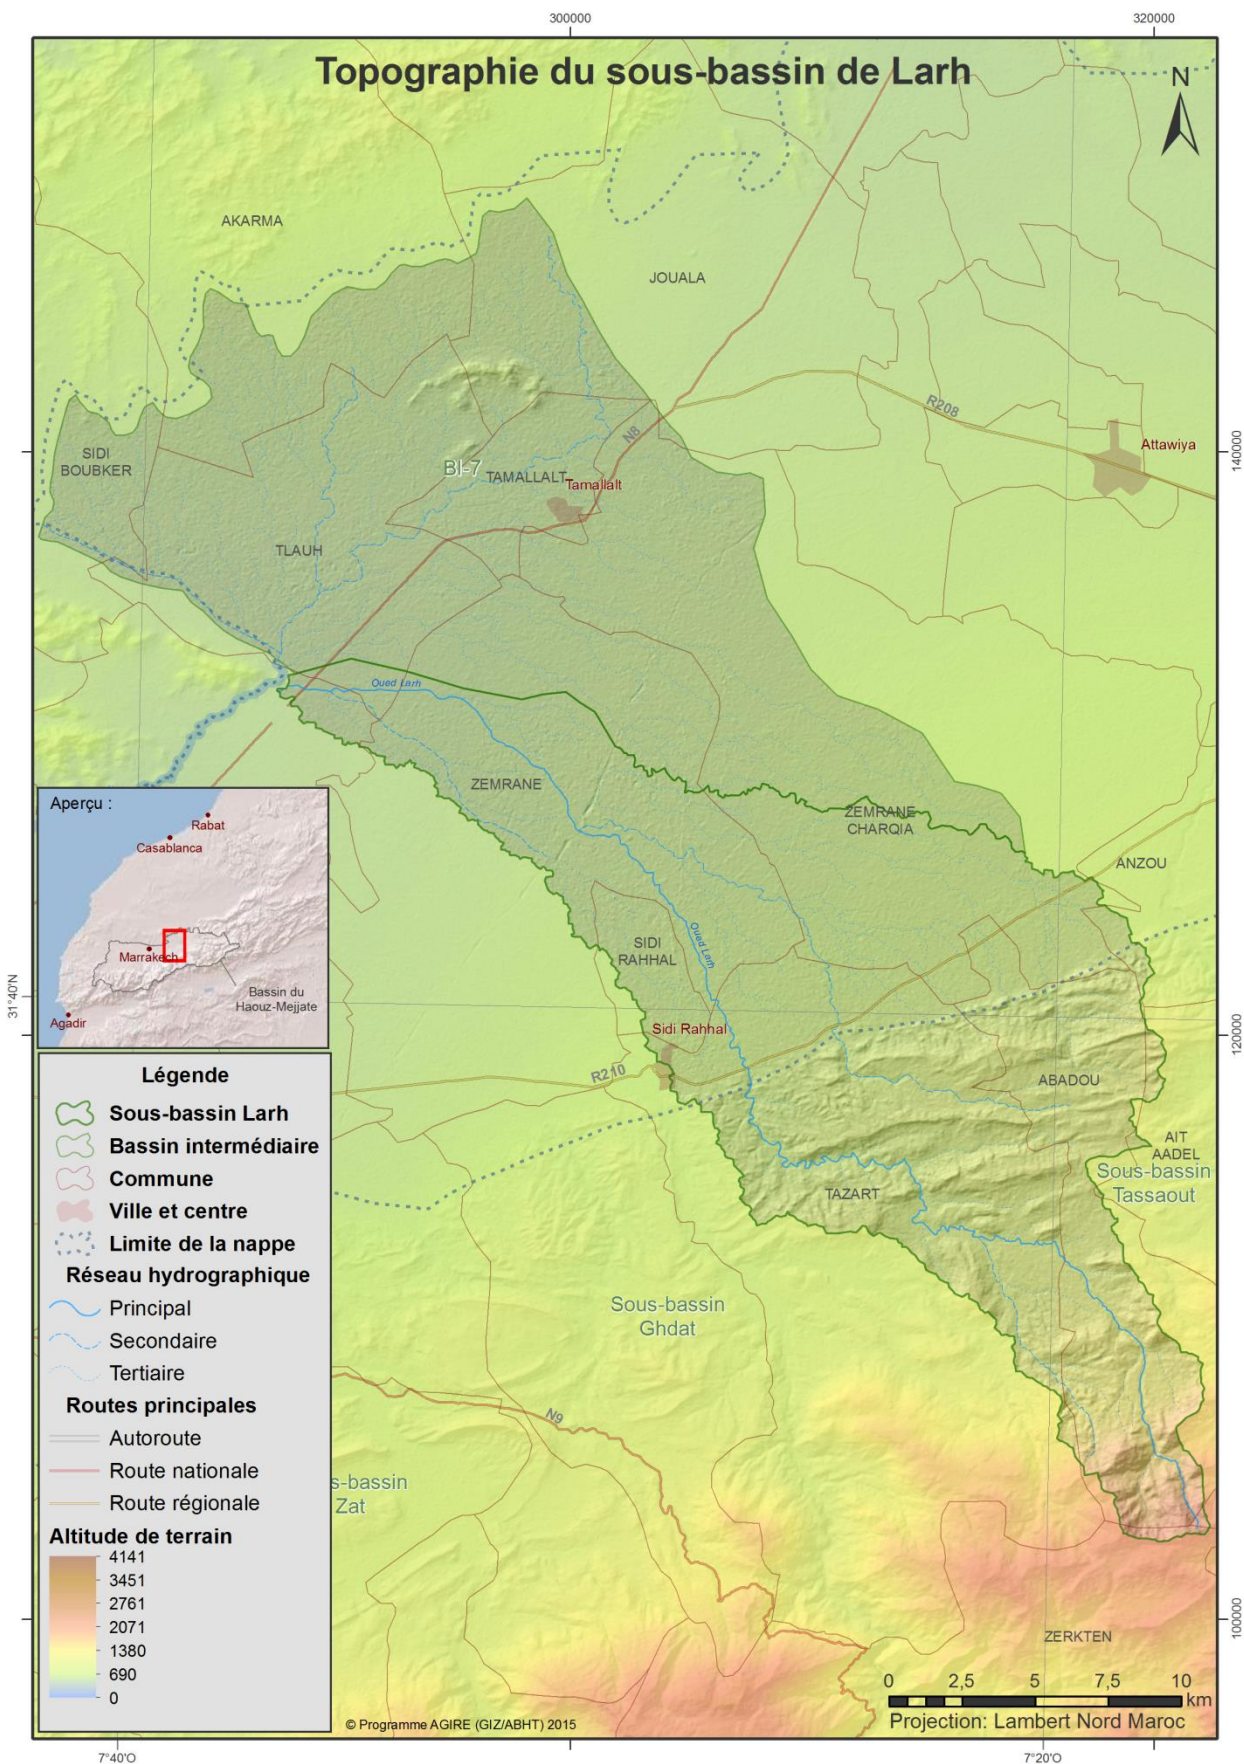 300000
320000
Topographie du sous-bassin de Larh
N
AKARMA
JOUALA
R208
N8
Attawiya
140000
SIDI
BOUBKER
BI-7
TAMALLALT
Tamallalt
TLAUH
Oued Larh
ZEMRANE
ZEMRANE
CHARQIA
ANZOU
Aperçu :
Rabat
Casablanca
Marrakech
Agadir
Bassin du
Haouz-Mejjate
SIDI
RAHHAL
Oued Larh
31°40'N
Sidi Rahhal
120000
R210
ABADOU
AIT
AADEL
Sous-bassin
Tassaout
TAZART
Sous-bassin
Ghdat
N9
s-bassin
Zat
Légende
Sous-bassin Larh
Bassin intermédiaire
Commune
Ville et centre
Limite de la nappe
Réseau hydrographique
Principal
Secondaire
Tertiaire
Routes principales
Autoroute
Route nationale
Route régionale
Altitude de terrain
4141
3451
2761
2071
1380
690
0
100000
ZERKTEN
0 2,5 5 7,5 10
km
Projection: Lambert Nord Maroc
© Programme AGIRE (GIZ/ABHT) 2015
7°40'O
7°20'O